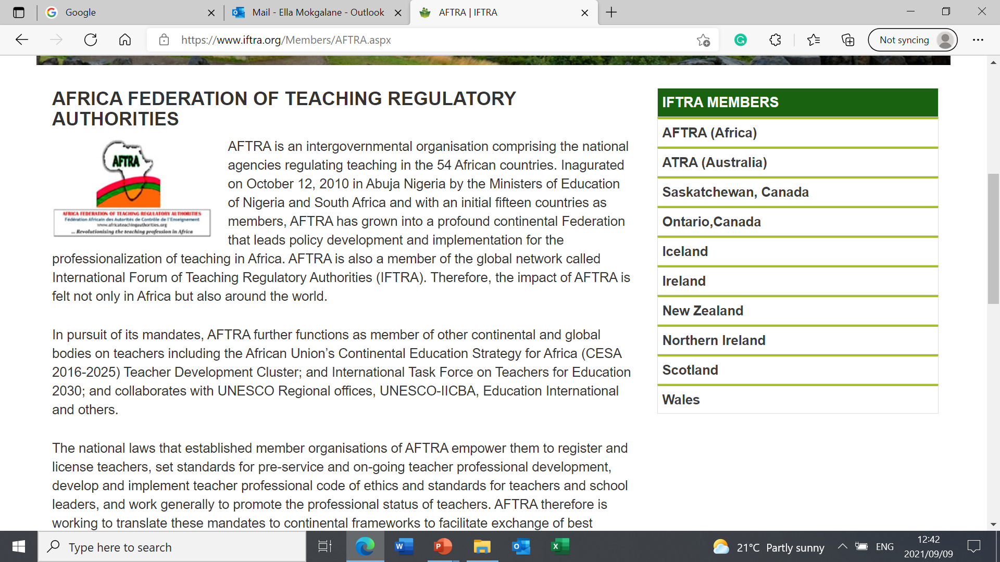 Google
Mail - Ella Mokgalane - Outlook
AFTRA | IFTRA
https://www.iftra.org/Members/AFTRA.aspx
Not syncing
AFRICA FEDERATION OF TEACHING REGULATORY
AUTHORITIES
AFTRA
AFRICA FEDERATION OF TEACHING REGULATORY AUTHORITIES
Fédération Africain des Autorités de Contrôle de l'Enseignement
www.africateachingauthorities.org
... Revolutionising the teaching profession in Africa
AFTRA is an intergovernmental organisation comprising the national
agencies regulating teaching in the 54 African countries. Inagurated
on October 12, 2010 in Abuja Nigeria by the Ministers of Education
of Nigeria and South Africa and with an initial fifteen countries as
members, AFTRA has grown into a profound continental Federation
that leads policy development and implementation for the
professionalization of teaching in Africa. AFTRA is also a member of the global network called
International Forum of Teaching Regulatory Authorities (IFTRA). Therefore, the impact of AFTRA is
felt not only in Africa but also around the world.
In pursuit of its mandates, AFTRA further functions as member of other continental and global
bodies on teachers including the African Union’s Continental Education Strategy for Africa (CESA
2016-2025) Teacher Development Cluster; and International Task Force on Teachers for Education
2030; and collaborates with UNESCO Regional offices, UNESCO-IICBA, Education International
and others.
The national laws that established member organisations of AFTRA empower them to register and
license teachers, set standards for pre-service and on-going teacher professional development,
develop and implement teacher professional code of ethics and standards for teachers and school
leaders, and work generally to promote the professional status of teachers. AFTRA therefore is
working to translate these mandates to continental frameworks to facilitate exchange of best
IFTRA MEMBERS
AFTRA (Africa)
ATRA (Australia)
Saskatchewan, Canada
Ontario,Canada
Iceland
Ireland
New Zealand
Northern Ireland
Scotland
Wales
Type here to search
21°C Partly sunny
ENG
12:42
2021/09/09